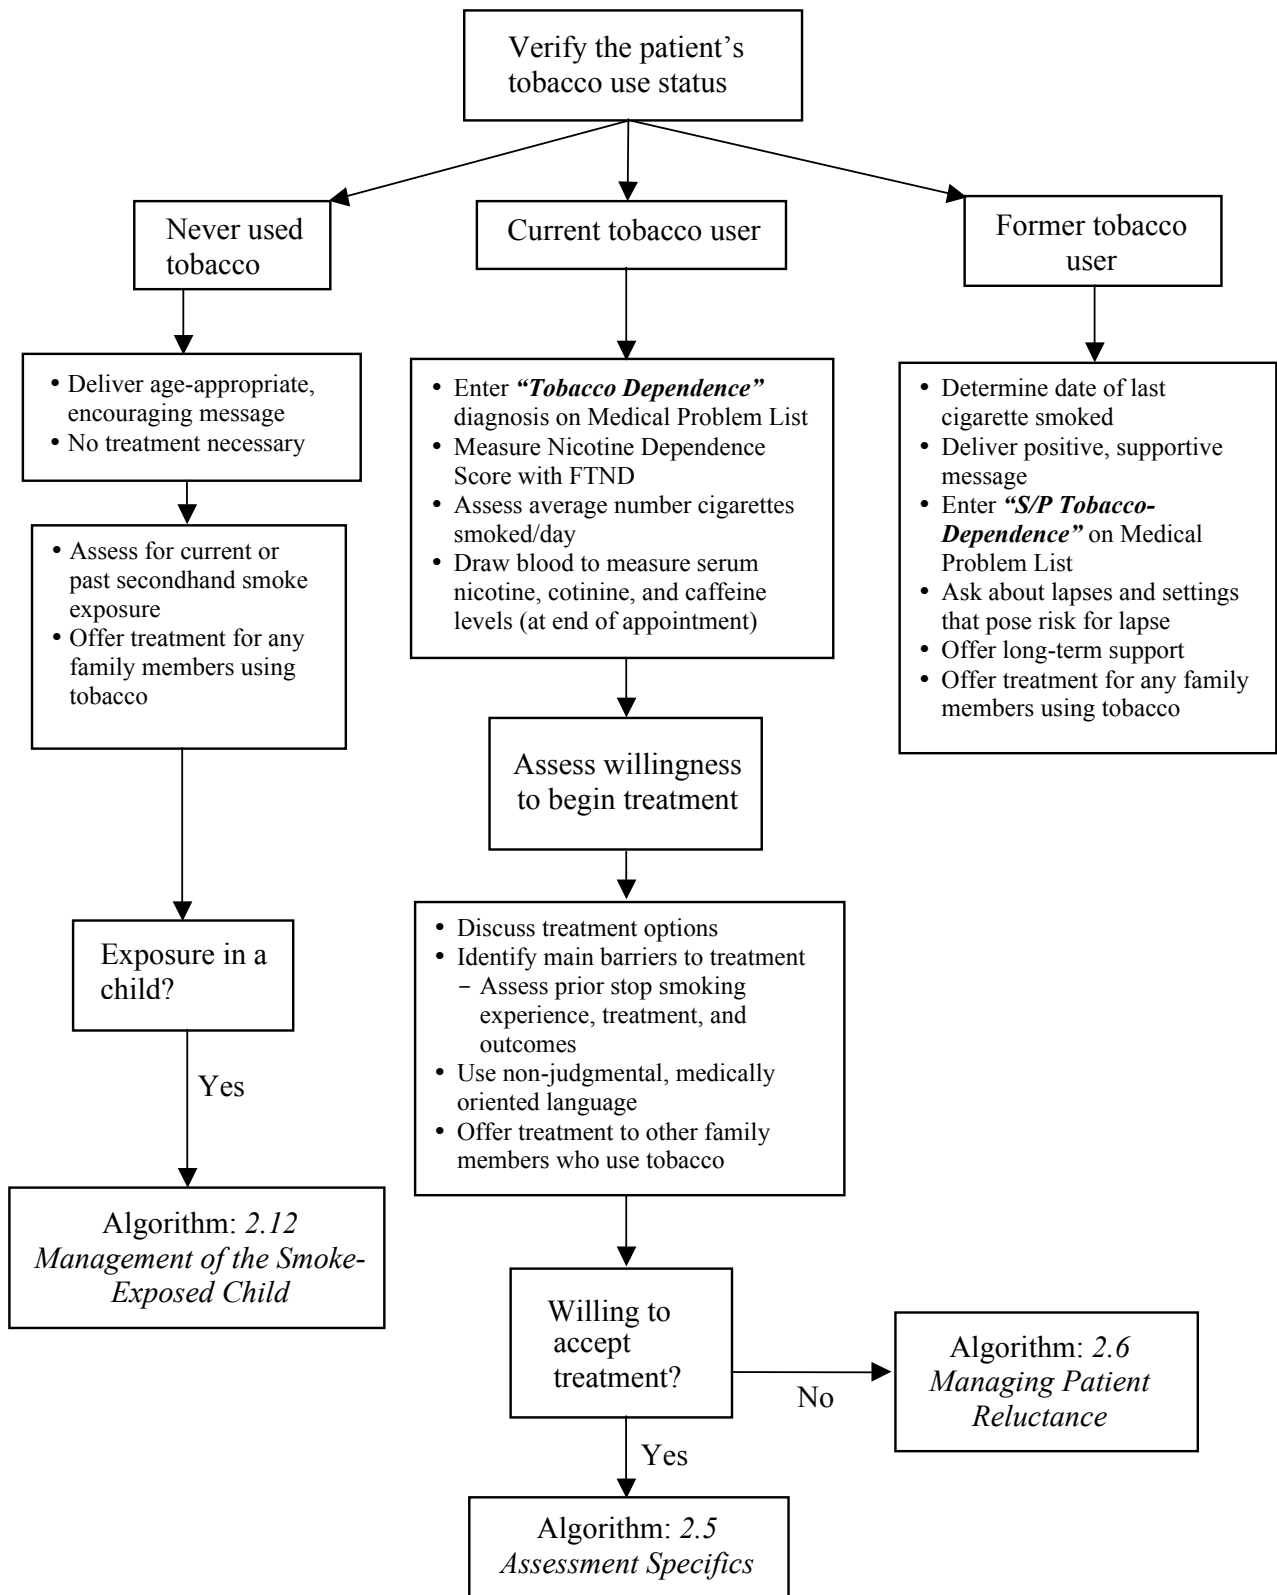 Verify the patient’s
tobacco use status
Never used
tobacco
Current tobacco user
Former tobacco
user
• Deliver age-appropriate,
encouraging message
• No treatment necessary
• Enter “Tobacco Dependence”
diagnosis on Medical Problem List
• Measure Nicotine Dependence
Score with FTND
• Assess average number cigarettes
smoked/day
• Draw blood to measure serum
nicotine, cotinine, and caffeine
levels (at end of appointment)
• Determine date of last
cigarette smoked
• Deliver positive, supportive
message
• Enter “S/P Tobacco-
Dependence” on Medical
Problem List
• Ask about lapses and settings
that pose risk for lapse
• Offer long-term support
• Offer treatment for any family
members using tobacco
• Assess for current or
past secondhand smoke
exposure
• Offer treatment for any
family members using
tobacco
Assess willingness
to begin treatment
Exposure in a
child?
• Discuss treatment options
• Identify main barriers to treatment
– Assess prior stop smoking
experience, treatment, and
outcomes
• Use non-judgmental, medically
oriented language
• Offer treatment to other family
members who use tobacco
Yes
Algorithm: 2.12
Management of the Smoke-
Exposed Child
Willing to
accept
treatment?
No
Algorithm: 2.6
Managing Patient
Reluctance
Yes
Algorithm: 2.5
Assessment Specifics